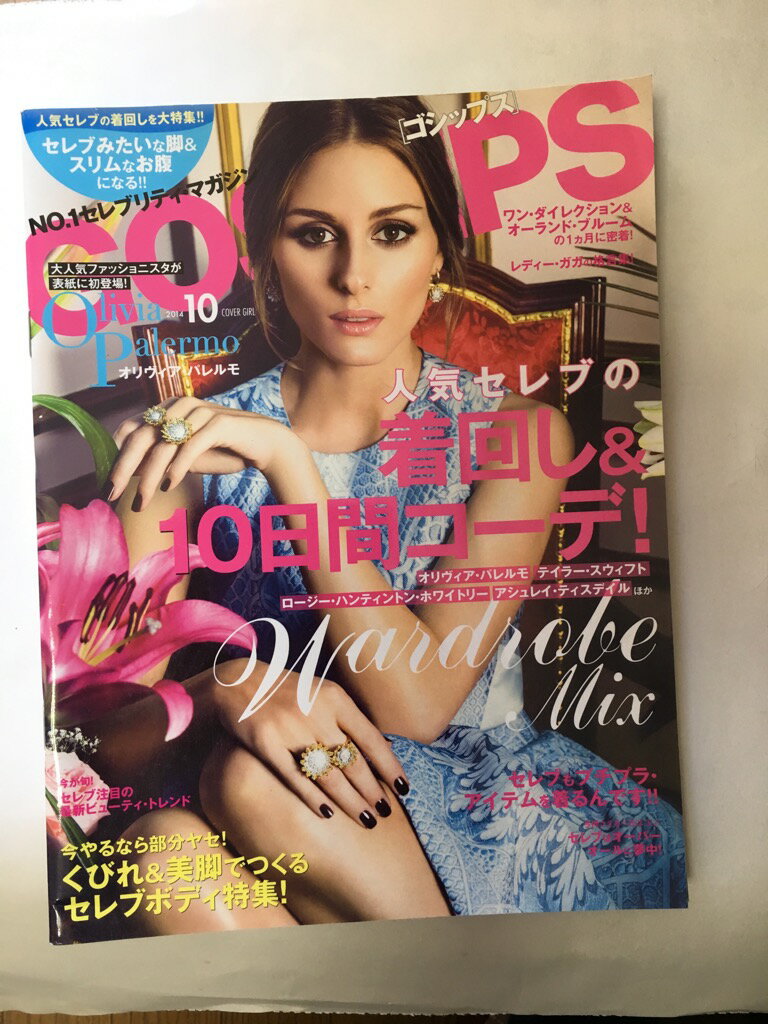 人気セレブの着回しを大特集!!
セレブみたいな脚&
スリムなお腹
になる!!
NO.1セレブリティマガジン
[ゴシップス]
GOSSIPS
ワン・ダイレクション&
オーランド・ブルーム
の1ヵ月に密着!
レディー・ガガの格言集!
大人気ファッショニスタが
表紙に初登場!
Olivia 2014 10 COVER GIRL
Palermo
オリヴィア・パレルモ
人気セレブの
着回し&
10日間コーデ!
オリヴィア・パレルモ テイラー・スウィフト
ロージー・ハンティントン・ホワイトリー アシュレイ・ティスデイル ほか
Wardrobe
Mix
セレブもプチプラ・
アイテムを着るんです!!
セレブは
に夢中!
今が旬!
セレブ注目の
最新ビューティ・トレンド
今やるなら部分ヤセ!
くびれ&美脚でつくる
セレブボディ特集!